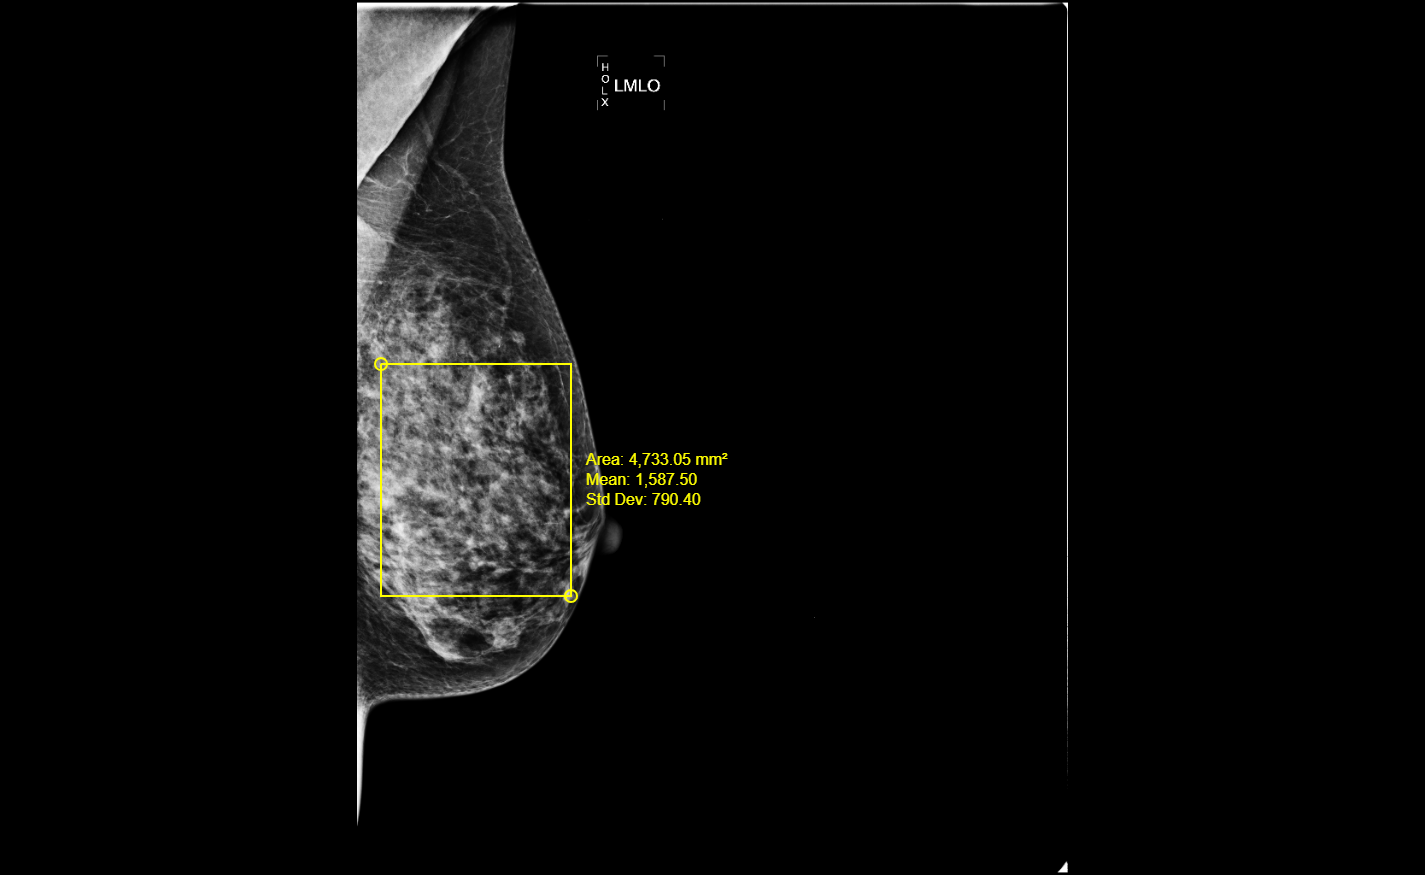 H
O
L
X
LMLO
Area: 4,733.05 mm²
Mean: 1,587.50
Std Dev: 790.40